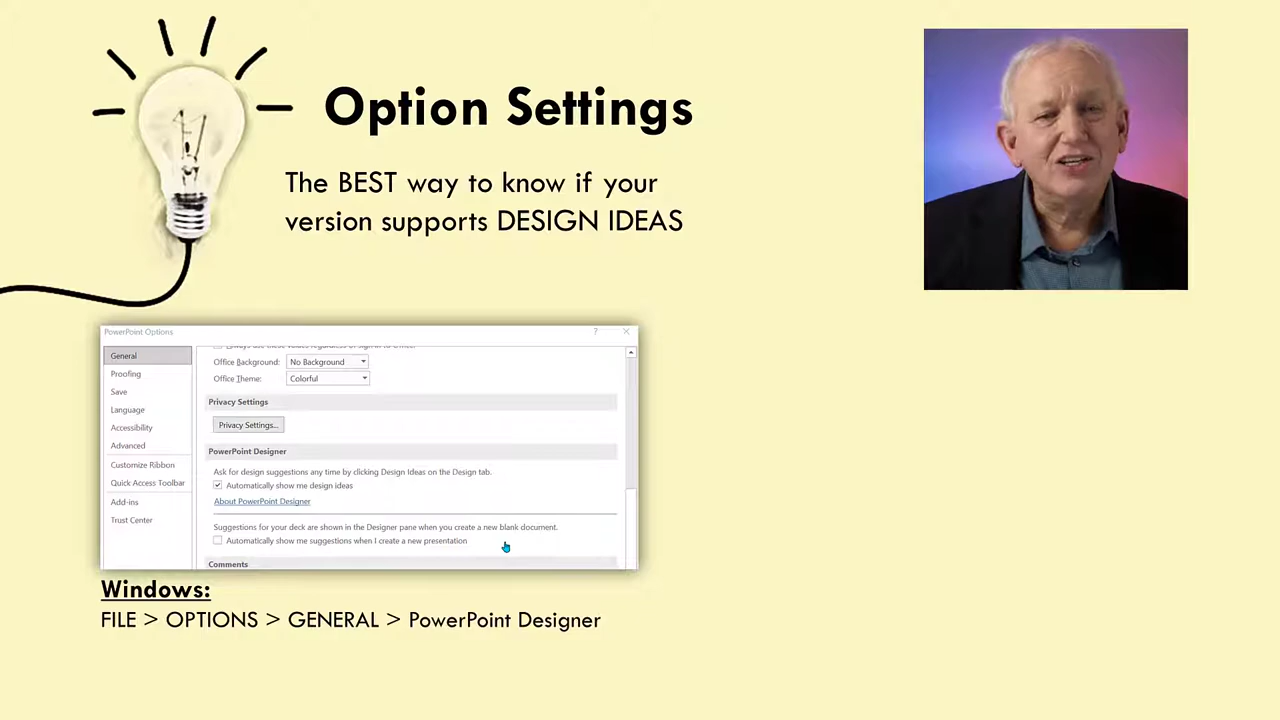 Option Settings
The BEST way to know if your
version supports DESIGN IDEAS
PowerPoint Options
?
General
Proofing
Save
Language
Accessibility
Advanced
Customize Ribbon
Quick Access Toolbar
Add-ins
Trust Center
Office Background: No Background
Office Theme: Colorful
Privacy Settings
Privacy Settings...
PowerPoint Designer
Ask for design suggestions any time by clicking Design Ideas on the Design tab.
Automatically show me design ideas
About PowerPoint Designer
Suggestions for your deck are shown in the Designer pane when you create a new blank document.
Automatically show me suggestions when I create a new presentation
Comments
Windows:
FILE > OPTIONS > GENERAL > PowerPoint Designer